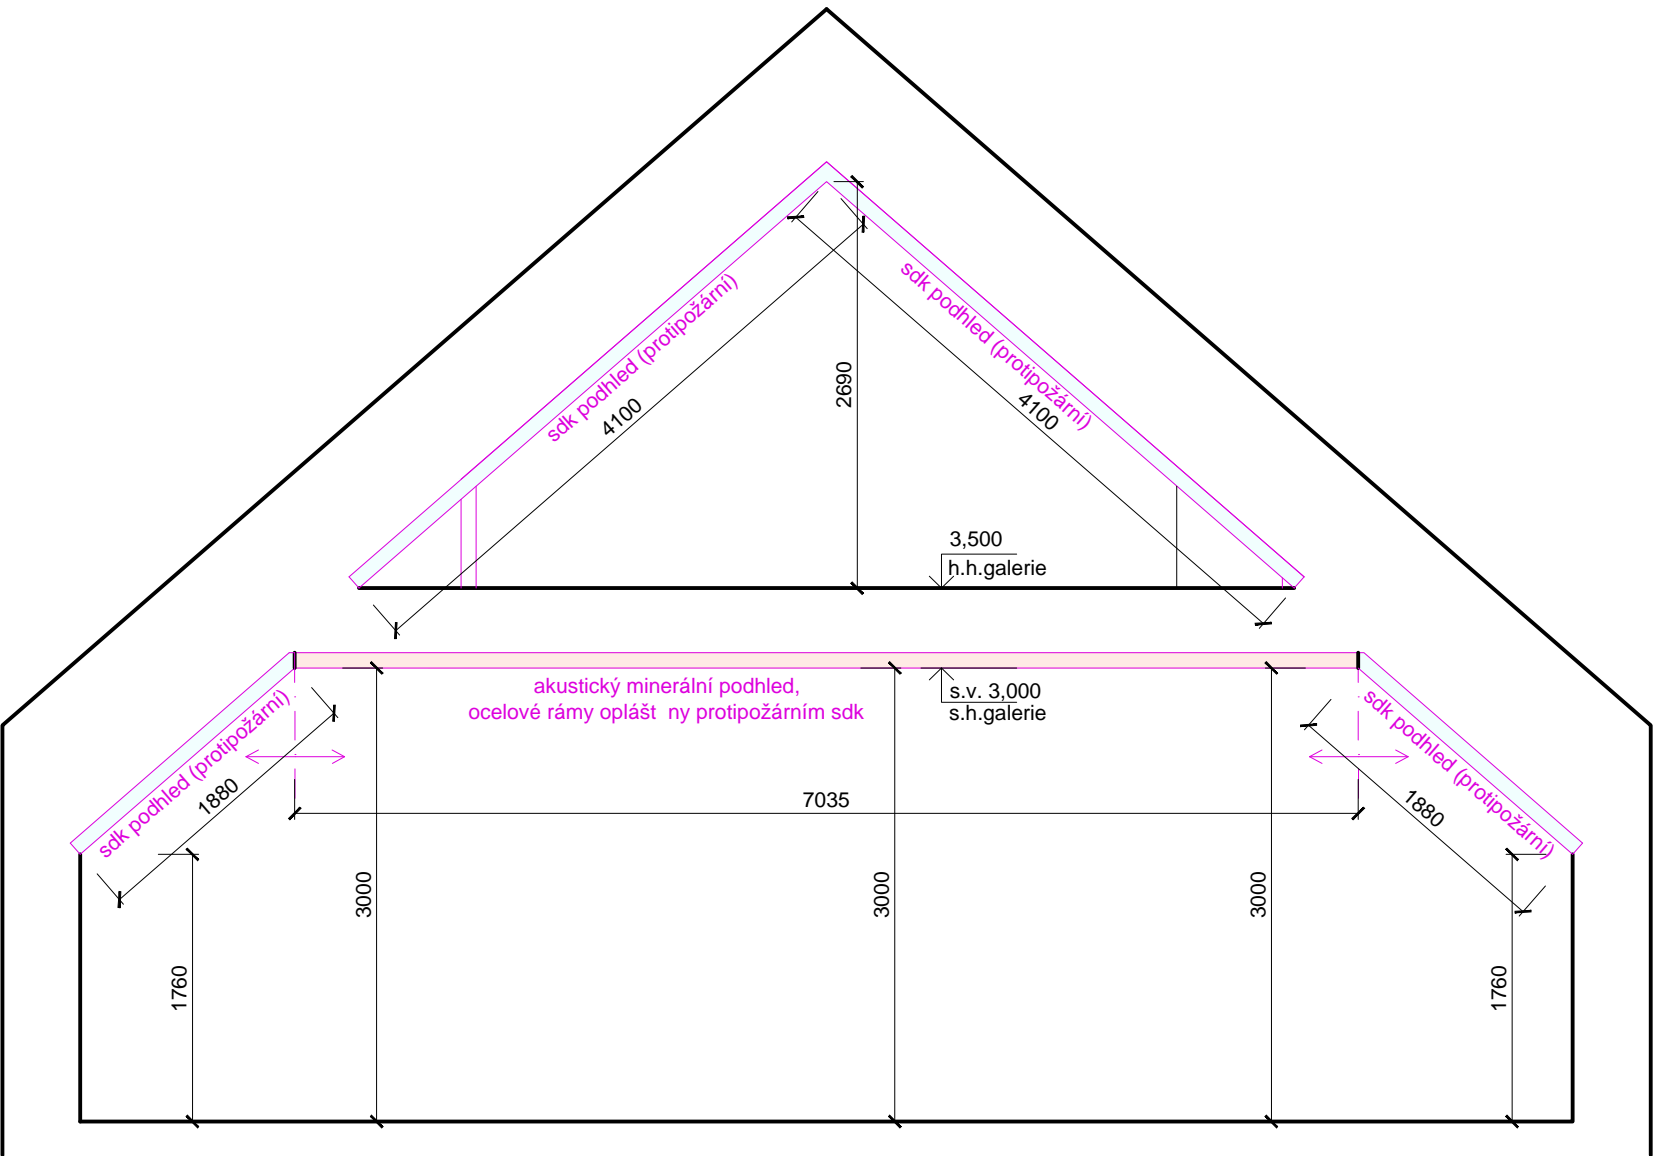 sdk podhled (protipožární)
sdk podhled (protipožární)
4100
4100
2690
3,500
h.h.galerie
akustický minerální podhled,
ocelové rámy oplášt ny protipožárním sdk
s.v. 3,000
s.h.galerie
sdk podhled (protipožární)
sdk podhled (protipožární)
1880
1880
7035
3000
3000
3000
1760
1760